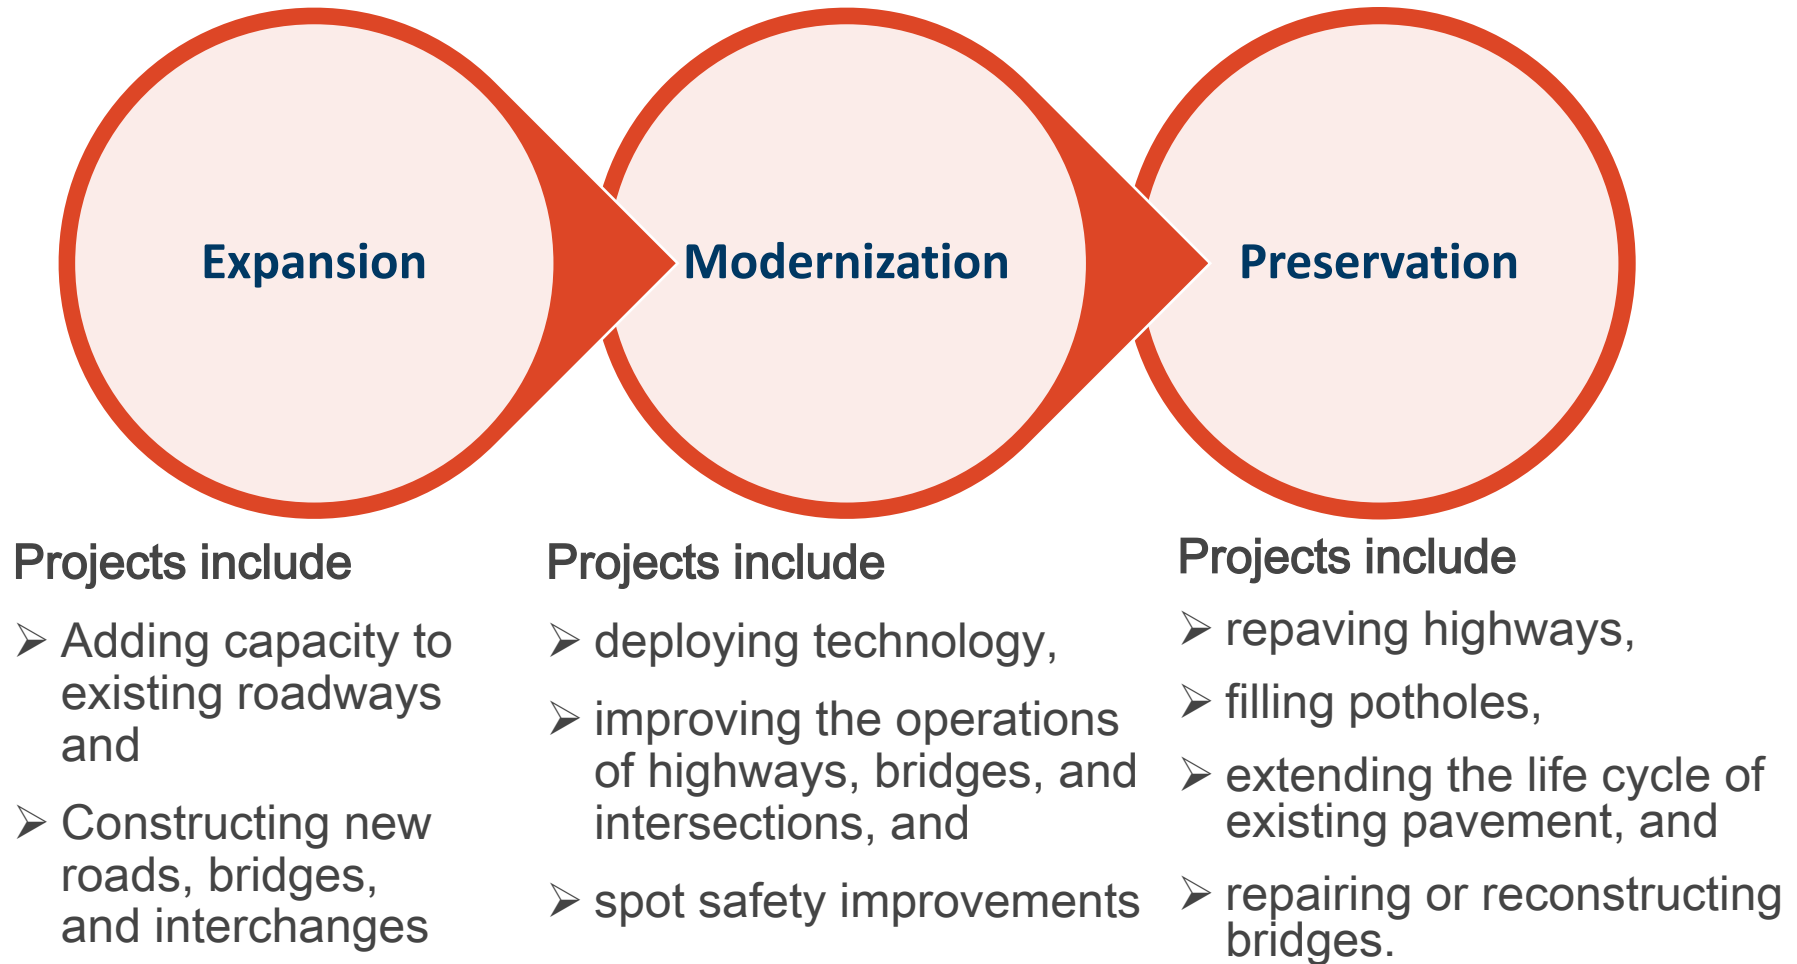 Expansion
Modernization
Preservation
Projects include
➢ Adding capacity to
existing roadways
and
➢ Constructing new
roads, bridges,
and interchanges
Projects include
➢ deploying technology,
➢ improving the operations
of highways, bridges, and
intersections, and
➢ spot safety improvements
Projects include
➢ repaving highways,
➢ filling potholes,
➢ extending the life cycle of
existing pavement, and
➢ repairing or reconstructing
bridges.